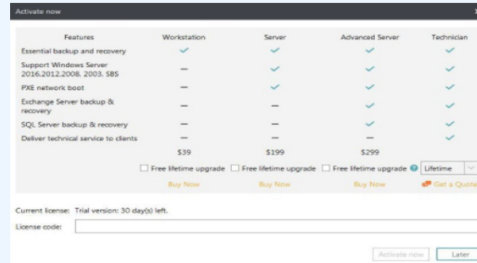 Activate now
Features Workstation Server Advanced Server Technician
Essential backup and recovery
Support Windows Server
2016,2012,2008, 2003. SBS
PXE network boot
Exchange Server backup &
recovery
SQL Server backup & recovery
Deliver technical service to clients
$39 $199 $299
Free lifetime upgrade Free lifetime upgrade Free lifetime upgrade Lifetime
Buy Now Buy Now Buy Now Get a Quote
Current license: Trial version: 30 day(s) left.
License code:
Activate now Later